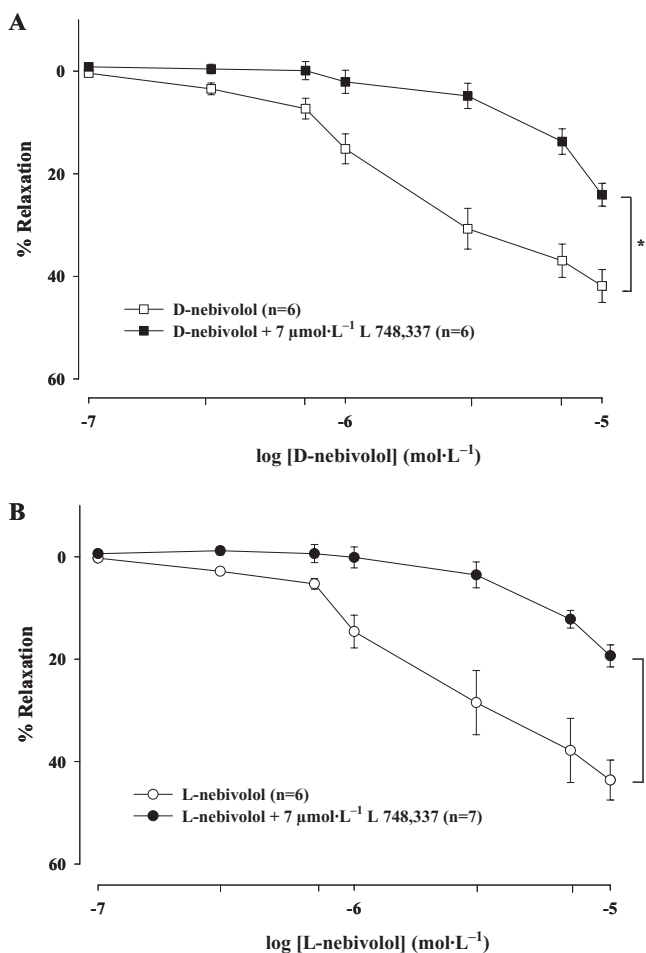 A
% Relaxation
0
20
40
60
*
D-nebivolol (n=6)
D-nebivolol + 7 µmol·L⁻¹ L 748,337 (n=6)
-7
-6
-5
log [D-nebivolol] (mol·L⁻¹)
B
% Relaxation
0
20
40
60
L-nebivolol (n=6)
L-nebivolol + 7 µmol·L⁻¹ L 748,337 (n=7)
-7
-6
-5
log [L-nebivolol] (mol·L⁻¹)